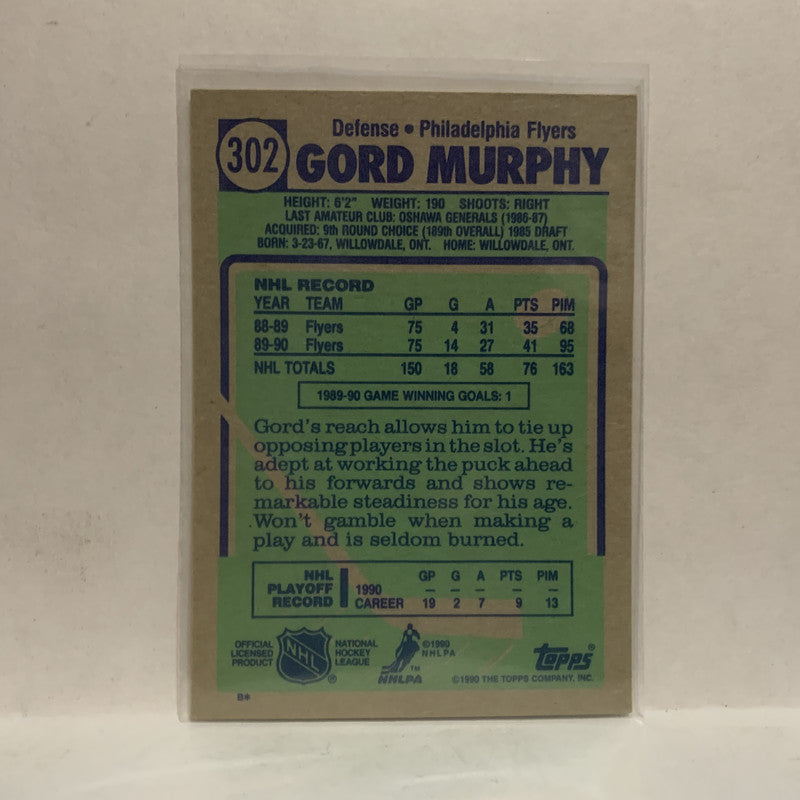 302
Defense • Philadelphia Flyers
GORD MURPHY
HEIGHT: 6'2" WEIGHT: 190 SHOOTS: RIGHT
LAST AMATEUR CLUB: OSHAWA GENERALS (1986-87)
ACQUIRED: 9th ROUND CHOICE (189th OVERALL) 1985 DRAFT
BORN: 3-23-67, WILLOWDALE, ONT. HOME: WILLOWDALE, ONT.
NHL RECORD
YEAR TEAM GP G A PTS PIM
88-89 Flyers 75 4 31 35 68
89-90 Flyers 75 14 27 41 95
NHL TOTALS 150 18 58 76 163
1989-90 GAME WINNING GOALS: 1
Gord's reach allows him to tie up
opposing players in the slot. He's
adept at working the puck ahead
to his forwards and shows re-
markable steadiness for his age.
Won't gamble when making a
play and is seldom burned.
NHL PLAYOFF RECORD
GP G A PTS PIM
1990 – – – – –
CAREER 19 2 7 9 13
OFFICIAL LICENSED PRODUCT
NHL ®
NATIONAL HOCKEY LEAGUE
™
NHLPA
©1990 NHLPA
topps®
©1990 THE TOPPS COMPANY, INC.
B*